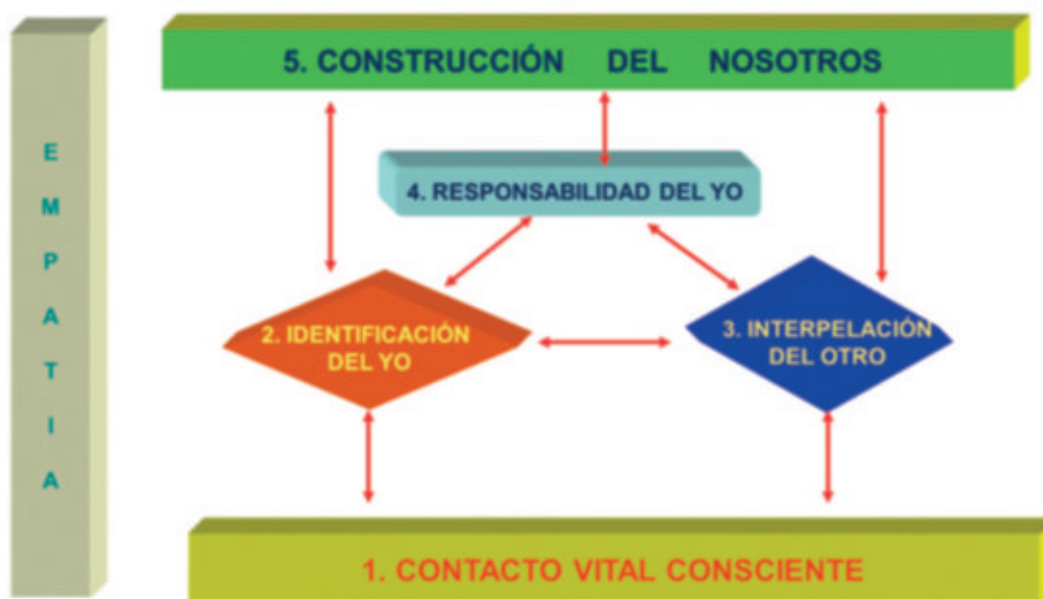 EMPATIA
5. CONSTRUCCIÓN DEL NOSOTROS
4. RESPONSABILIDAD DEL YO
2. IDENTIFICACIÓN
DEL YO
3. INTERPELACIÓN
DEL OTRO
1. CONTACTO VITAL CONSCIENTE